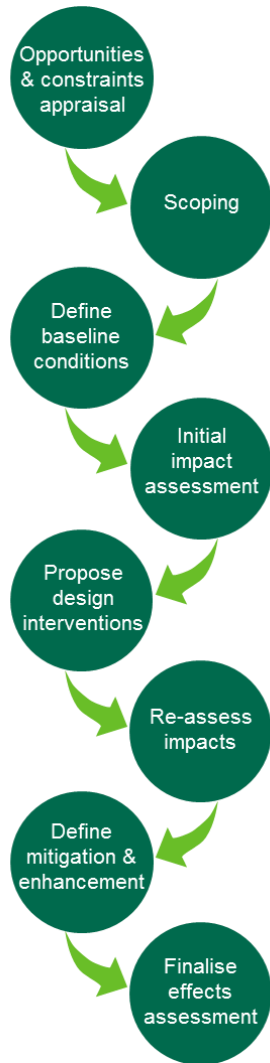 Opportunities
& constraints
appraisal
Scoping
Define
baseline
conditions
Initial
impact
assessment
Propose
design
interventions
Re-assess
impacts
Define
mitigation &
enhancement
Finalise
effects
assessment